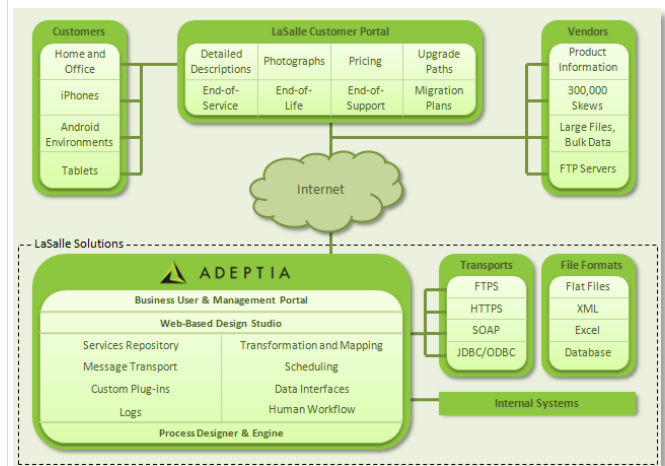 Customers
Home and
Office
iPhones
Android
Environments
Tablets
LaSalle Customer Portal
Detailed
Descriptions
Photographs
Pricing
Upgrade
Paths
End-of-
Service
End-of-
Life
End-of-
Support
Migration
Plans
Vendors
Product
Information
300,000
Skews
Large Files,
Bulk Data
FTP Servers
Internet
LaSalle Solutions
ADEPTIA
Business User & Management Portal
Web-Based Design Studio
Services Repository
Message Transport
Custom Plug-ins
Logs
Transformation and Mapping
Scheduling
Data Interfaces
Human Workflow
Process Designer & Engine
Transports
FTPS
HTTPS
SOAP
JDBC/ODBC
File Formats
Flat Files
XML
Excel
Database
Internal Systems